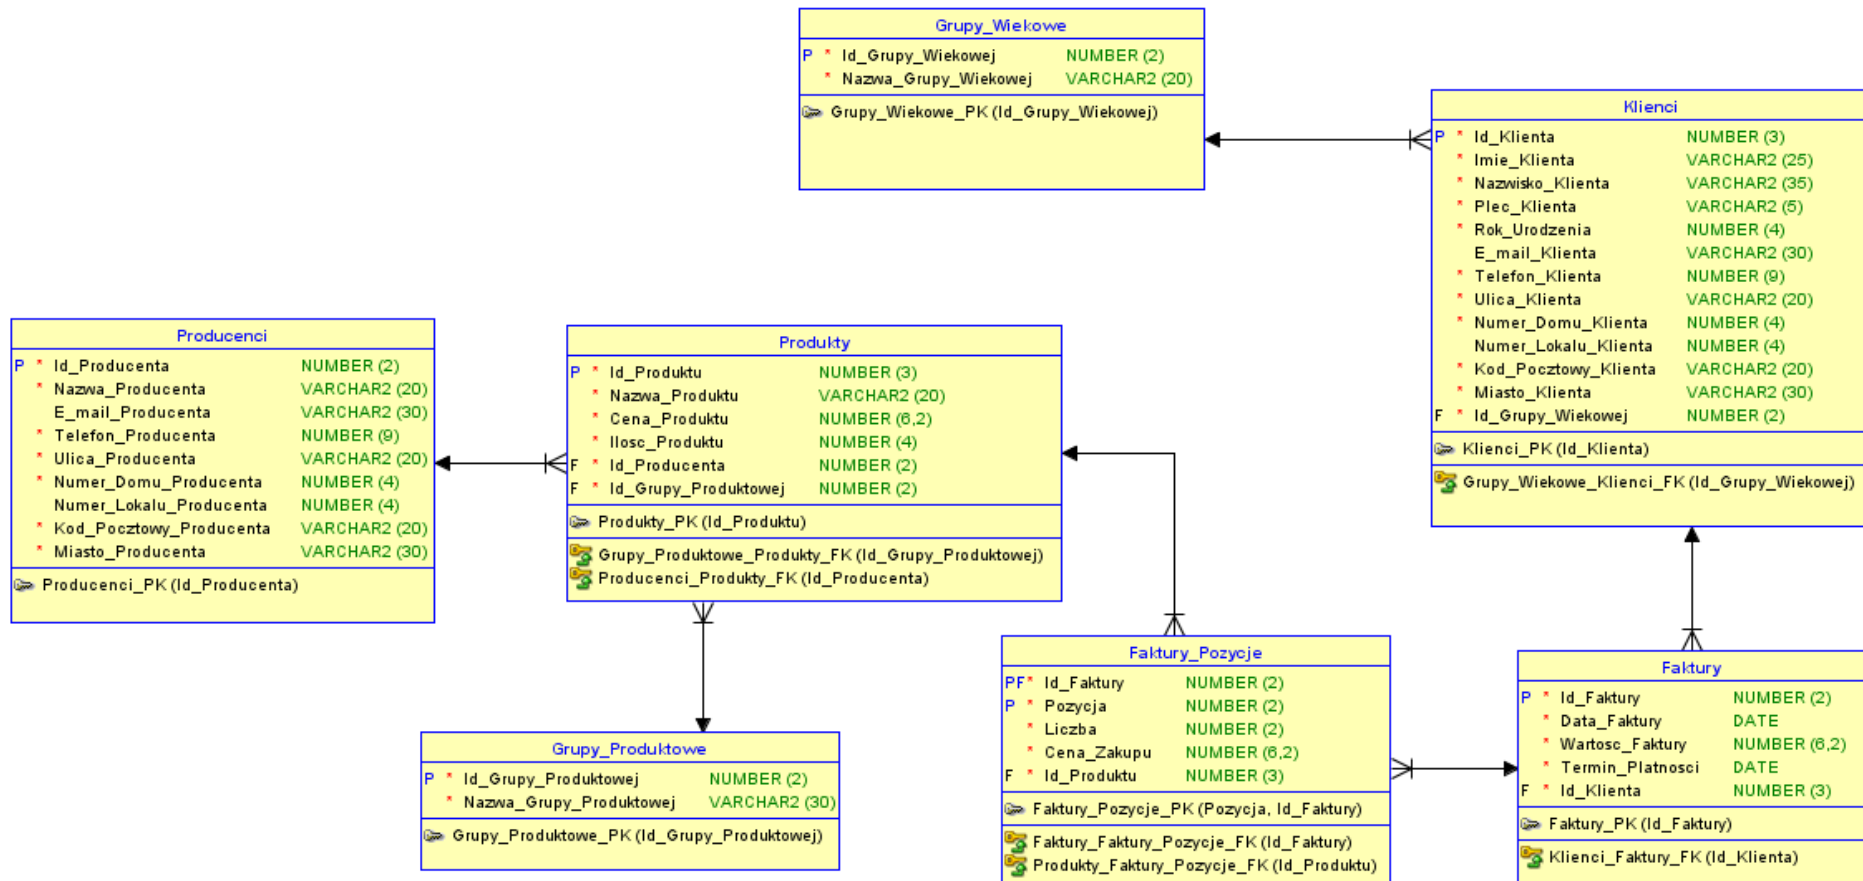 Grupy_Wiekowe
P * Id_Grupy_Wiekowej NUMBER (2)
* Nazwa_Grupy_Wiekowej VARCHAR2 (20)
Grupy_Wiekowe_PK (Id_Grupy_Wiekowej)
Klienci
P * Id_Klienta NUMBER (3)
* Imie_Klienta VARCHAR2 (25)
* Nazwisko_Klienta VARCHAR2 (35)
* Plec_Klienta VARCHAR2 (5)
* Rok_Urodzenia NUMBER (4)
E_mail_Klienta VARCHAR2 (30)
* Telefon_Klienta NUMBER (9)
* Ulica_Klienta VARCHAR2 (20)
* Numer_Domu_Klienta NUMBER (4)
Numer_Lokalu_Klienta NUMBER (4)
* Kod_Pocztowy_Klienta VARCHAR2 (20)
* Miasto_Klienta VARCHAR2 (30)
F * Id_Grupy_Wiekowej NUMBER (2)
Klienci_PK (Id_Klienta)
Grupy_Wiekowe_Klienci_FK (Id_Grupy_Wiekowej)
Producenci
P * Id_Producenta NUMBER (2)
* Nazwa_Producenta VARCHAR2 (20)
E_mail_Producenta VARCHAR2 (30)
* Telefon_Producenta NUMBER (9)
* Ulica_Producenta VARCHAR2 (20)
* Numer_Domu_Producenta NUMBER (4)
Numer_Lokalu_Producenta NUMBER (4)
* Kod_Pocztowy_Producenta VARCHAR2 (20)
* Miasto_Producenta VARCHAR2 (30)
Producenci_PK (Id_Producenta)
Produkty
P * Id_Produktu NUMBER (3)
* Nazwa_Produktu VARCHAR2 (20)
* Cena_Produktu NUMBER (6,2)
* Ilosc_Produktu NUMBER (4)
F * Id_Producenta NUMBER (2)
F * Id_Grupy_Produktowej NUMBER (2)
Produkty_PK (Id_Produktu)
Grupy_Produktowe_Produkty_FK (Id_Grupy_Produktowej)
Producenci_Produkty_FK (Id_Producenta)
Grupy_Produktowe
P * Id_Grupy_Produktowej NUMBER (2)
* Nazwa_Grupy_Produktowej VARCHAR2 (30)
Grupy_Produktowe_PK (Id_Grupy_Produktowej)
Faktury_Pozycje
PF* Id_Faktury NUMBER (2)
P * Pozycja NUMBER (2)
* Liczba NUMBER (2)
* Cena_Zakupu NUMBER (6,2)
F * Id_Produktu NUMBER (3)
Faktury_Pozycje_PK (Pozycja, Id_Faktury)
Faktury_Faktury_Pozycje_FK (Id_Faktury)
Produkty_Faktury_Pozycje_FK (Id_Produktu)
Faktury
P * Id_Faktury NUMBER (2)
* Data_Faktury DATE
* Wartosc_Faktury NUMBER (6,2)
* Termin_Platnosci DATE
F * Id_Klienta NUMBER (3)
Faktury_PK (Id_Faktury)
Klienci_Faktury_FK (Id_Klienta)